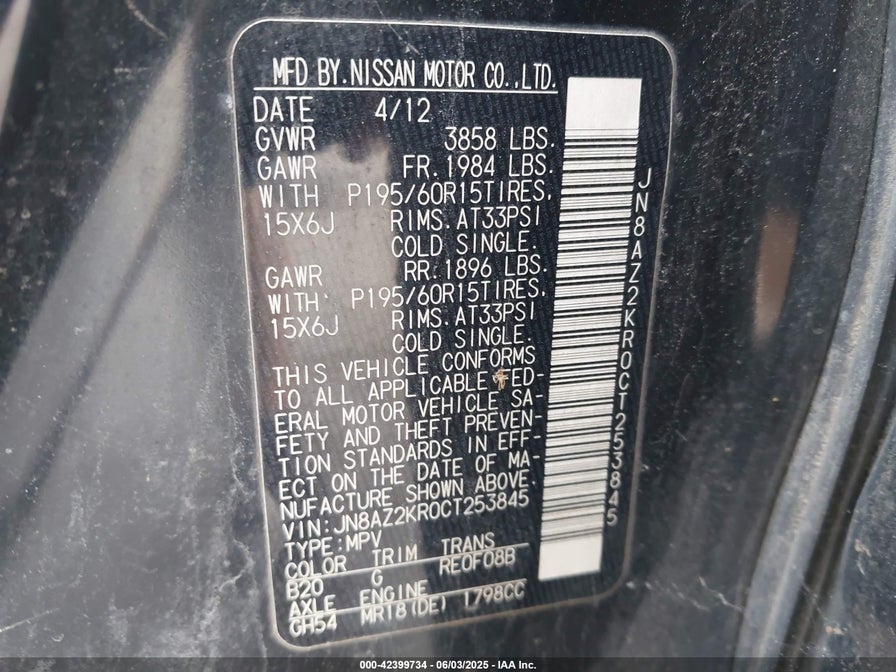 MFD BY.NISSAN MOTOR CO.,LTD.
DATE 4/12
GVWR 3858 LBS.
GAWR FR.1984 LBS.
WITH P195/60R15TIRES,
15X6J RIMS.AT33PSI
COLD SINGLE.
GAWR RR.1896 LBS.
WITH P195/60R15TIRES,
15X6J RIMS.AT33PSI
COLD SINGLE.
THIS VEHICLE CONFORMS
TO ALL APPLICABLE FED-
ERAL MOTOR VEHICLE SA-
FETY AND THEFT PREVEN-
TION STANDARDS IN EFF-
ECT ON THE DATE OF MA-
NUFACTURE SHOWN ABOVE.
VIN:JN8AZ2KR0CT253845
TYPE:MPV
COLOR TRIM TRANS
B20 G RE0F08B
AXLE ENGINE
GH54 MR18(DE) 1798CC
JN8AZ2KR0CT253845
000-42399734 - 06/03/2025 - IAA Inc.